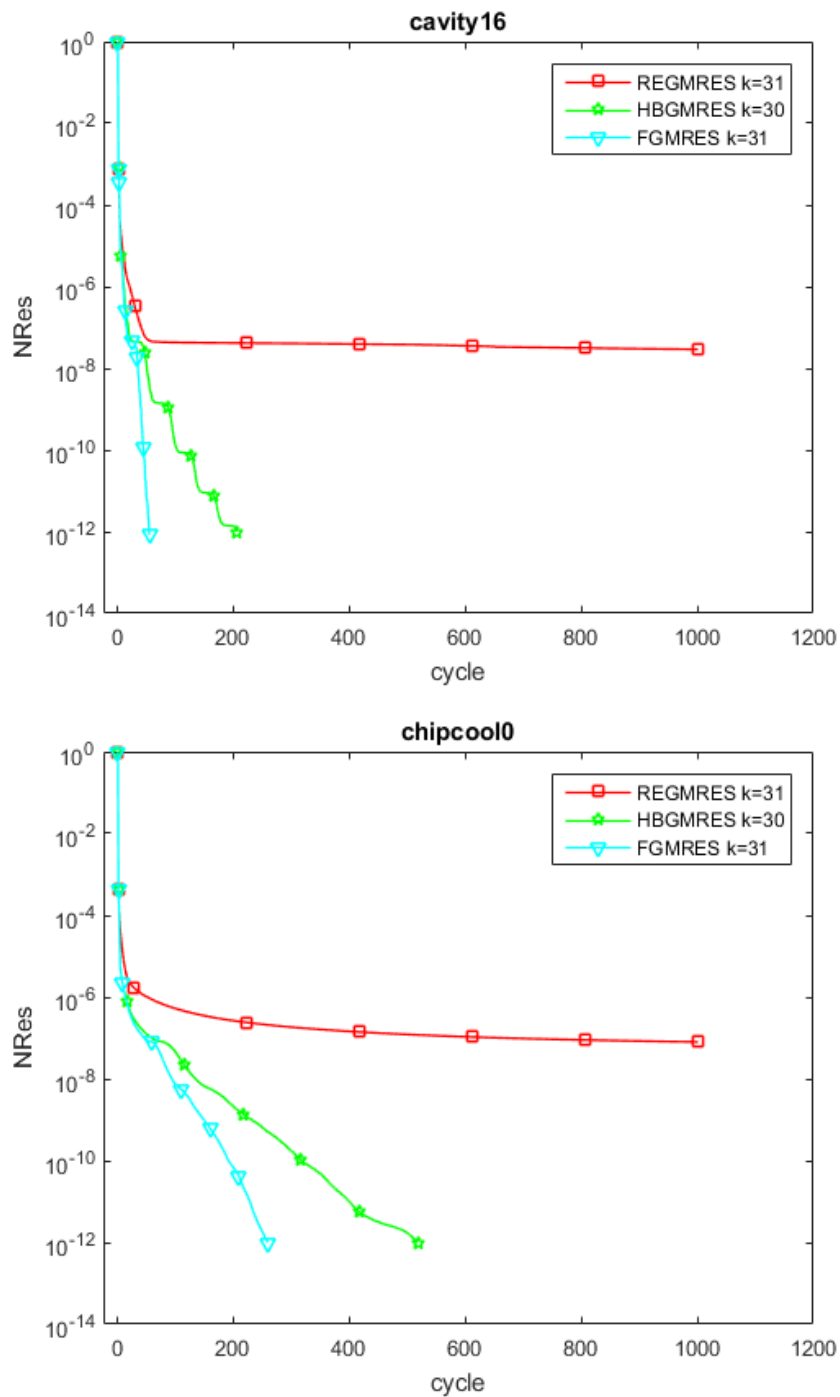 cavity16
10^0
10^-2
10^-4
10^-6
10^-8
10^-10
10^-12
10^-14
NRes
REGMRES k=31
HBGMRES k=30
FGMRES k=31
0 200 400 600 800 1000 1200
cycle
chipcool0
10^0
10^-2
10^-4
10^-6
10^-8
10^-10
10^-12
10^-14
NRes
REGMRES k=31
HBGMRES k=30
FGMRES k=31
0 200 400 600 800 1000 1200
cycle